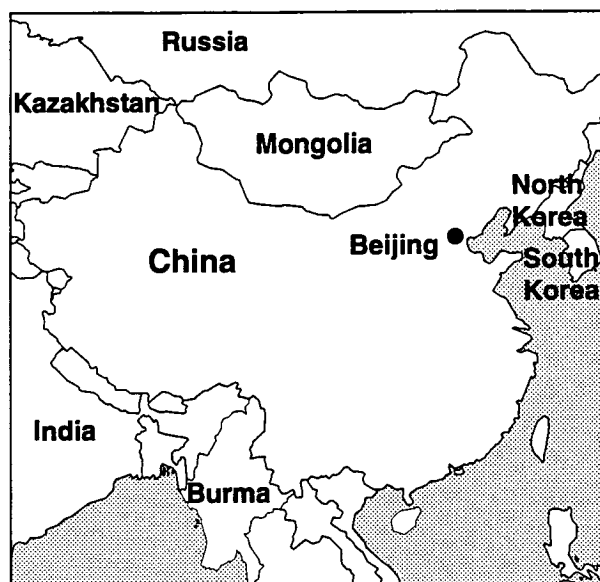 Russia
Kazakhstan
Mongolia
North
Korea
Beijing
China
South
Korea
India
Burma